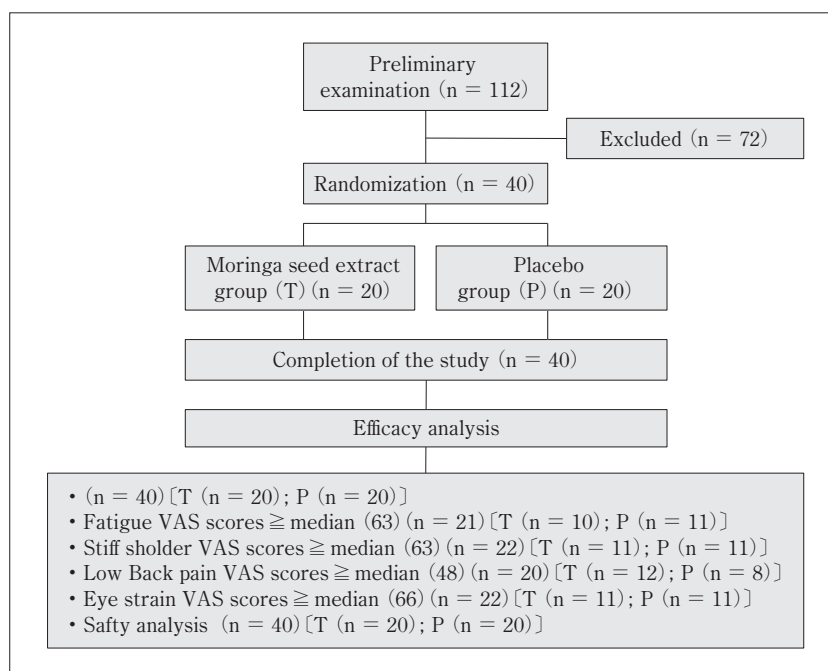 Preliminary
examination (n = 112)
Excluded (n = 72)
Randomization (n = 40)
Moringa seed extract
group (T) (n = 20)
Placebo
group (P) (n = 20)
Completion of the study (n = 40)
Efficacy analysis
・(n = 40)〔T (n = 20) ; P (n = 20)〕
・Fatigue VAS scores ≧ median (63) (n = 21)〔T (n = 10) ; P (n = 11)〕
・Stiff sholder VAS scores ≧ median (63) (n = 22)〔T (n = 11) ; P (n = 11)〕
・Low Back pain VAS scores ≧ median (48) (n = 20)〔T (n = 12) ; P (n = 8)〕
・Eye strain VAS scores ≧ median (66) (n = 22)〔T (n = 11) ; P (n = 11)〕
・Safty analysis (n = 40)〔T (n = 20) ; P (n = 20)〕